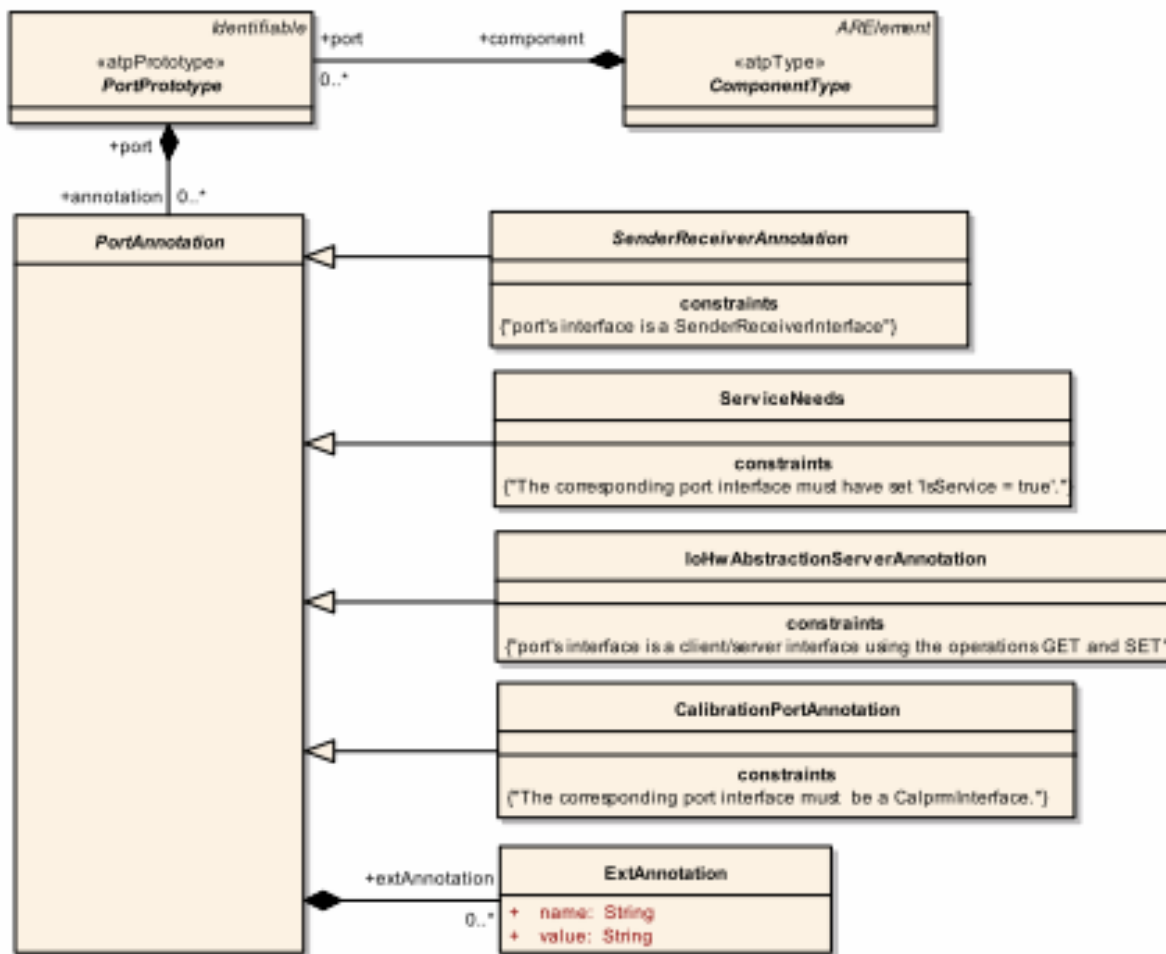 Identifiable
«atpPrototype»
PortPrototype
+port
0..*
+component
ARElement
«atpType»
ComponentType
+port
+annotation
0..*
PortAnnotation
SenderReceiverAnnotation
constraints
{"port's interface is a SenderReceiverInterface"}
ServiceNeeds
constraints
{"The corresponding port interface must have set 'IsService = true'."
IoHwAbstractionServerAnnotation
constraints
{"port's interface is a client/server interface using the operations GET and SET"
CalibrationPortAnnotation
constraints
{"The corresponding port interface must be a CalprmInterface."}
+extAnnotation
0..*
ExtAnnotation
+ name: String
+ value: String